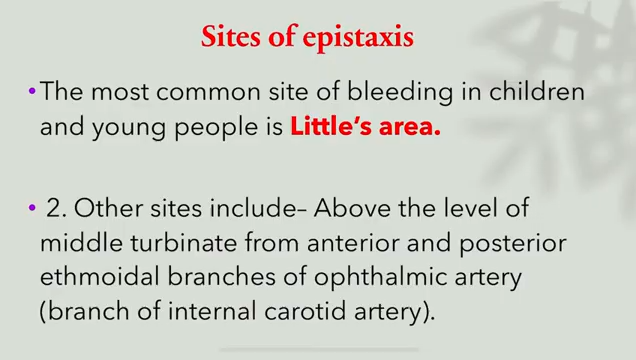 Sites of epistaxis
•The most common site of bleeding in children
and young people is Little's area.
• 2. Other sites include– Above the level of
middle turbinate from anterior and posterior
ethmoidal branches of ophthalmic artery
(branch of internal carotid artery).